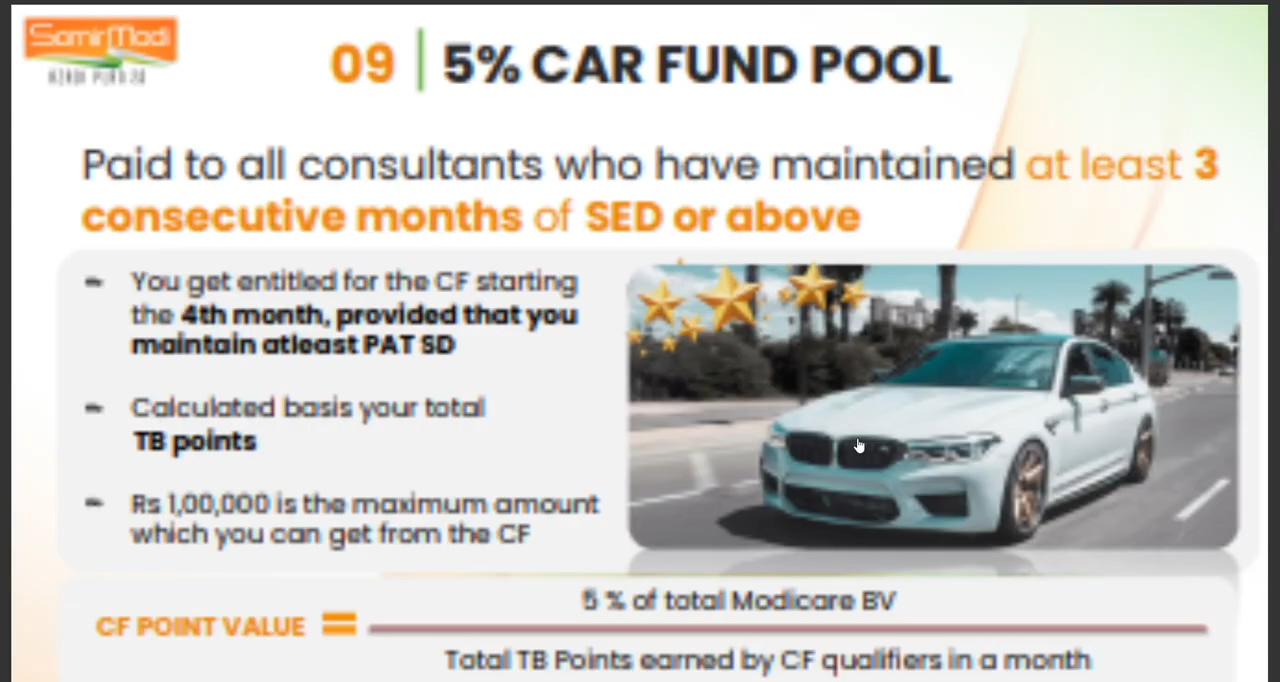 Samir Modi
09 | 5% CAR FUND POOL
Paid to all consultants who have maintained at least 3
consecutive months of SED or above
You get entitled for the CF starting
the 4th month, provided that you
maintain atleast PAT SD
Calculated basis your total
TB points
Rs 1,00,000 is the maximum amount
which you can get from the CF
CF POINT VALUE =
5 % of total Modicare BV
Total TB Points earned by CF qualifiers in a month